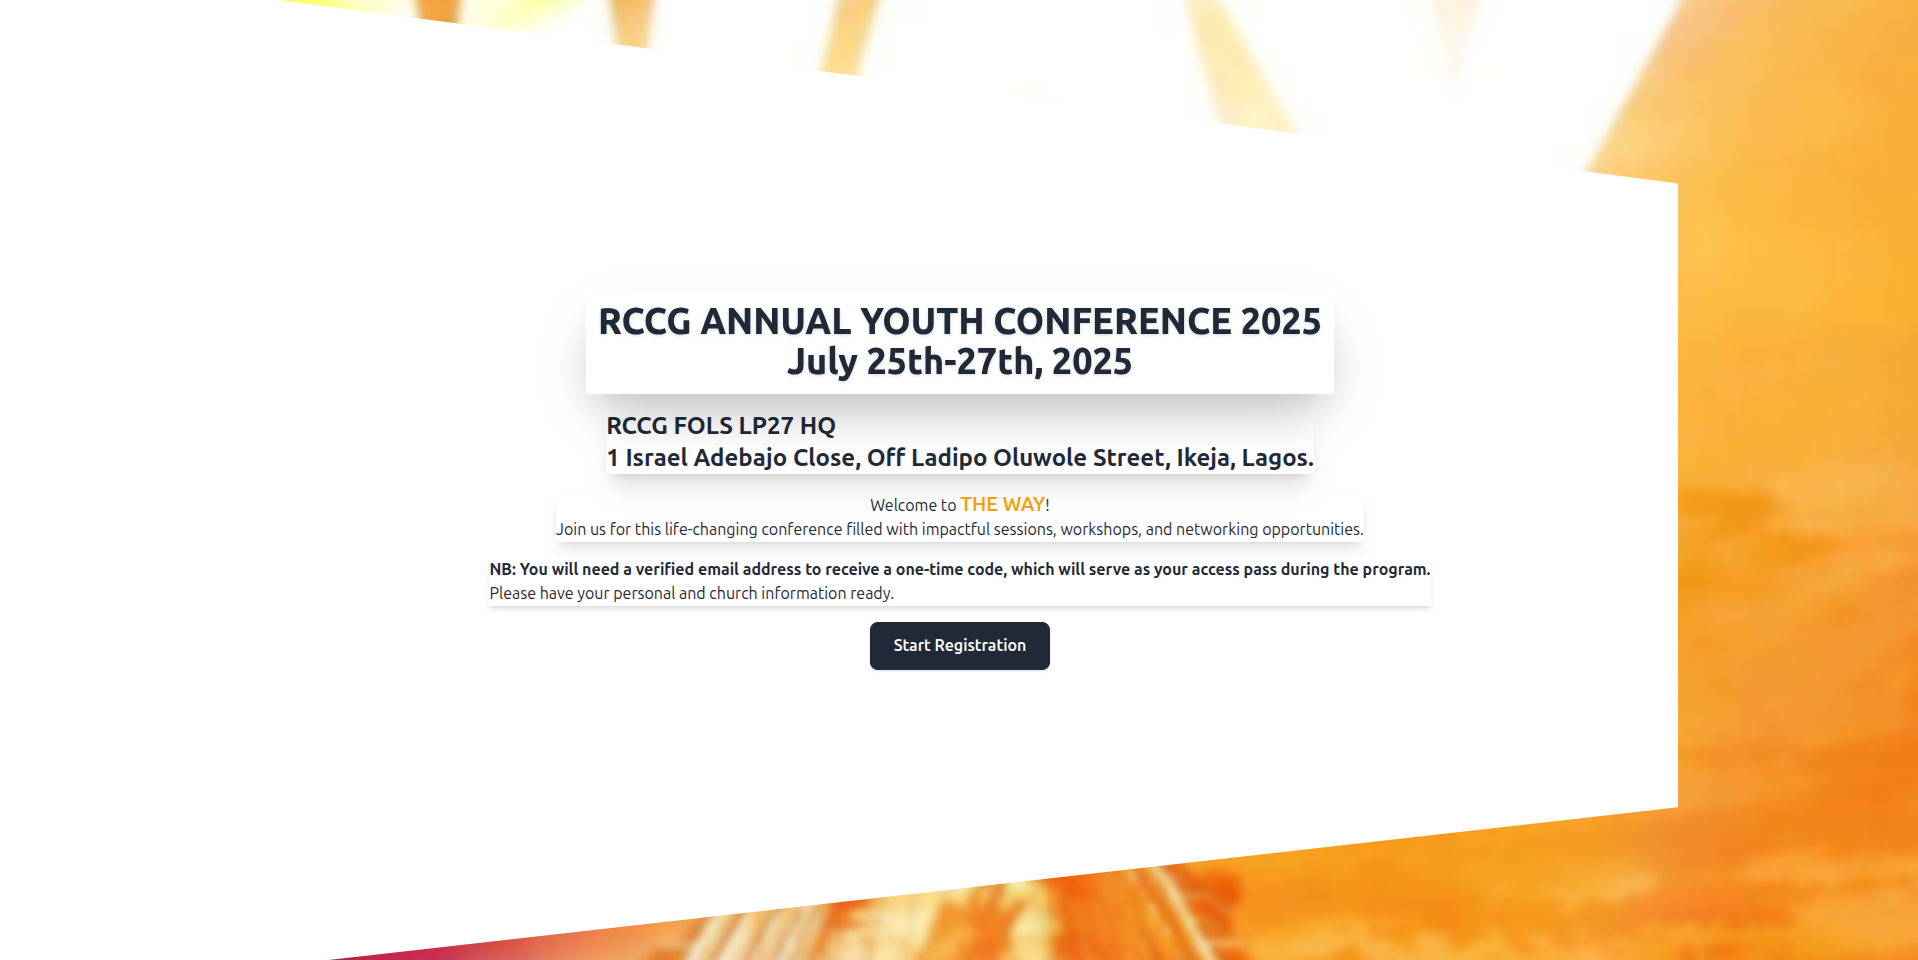 RCCG ANNUAL YOUTH CONFERENCE 2025
July 25th-27th, 2025
RCCG FOLS LP27 HQ
1 Israel Adebajo Close, Off Ladipo Oluwole Street, Ikeja, Lagos.
Welcome to THE WAY!
Join us for this life-changing conference filled with impactful sessions, workshops, and networking opportunities.
NB: You will need a verified email address to receive a one-time code, which will serve as your access pass during the program.
Please have your personal and church information ready.
Start Registration